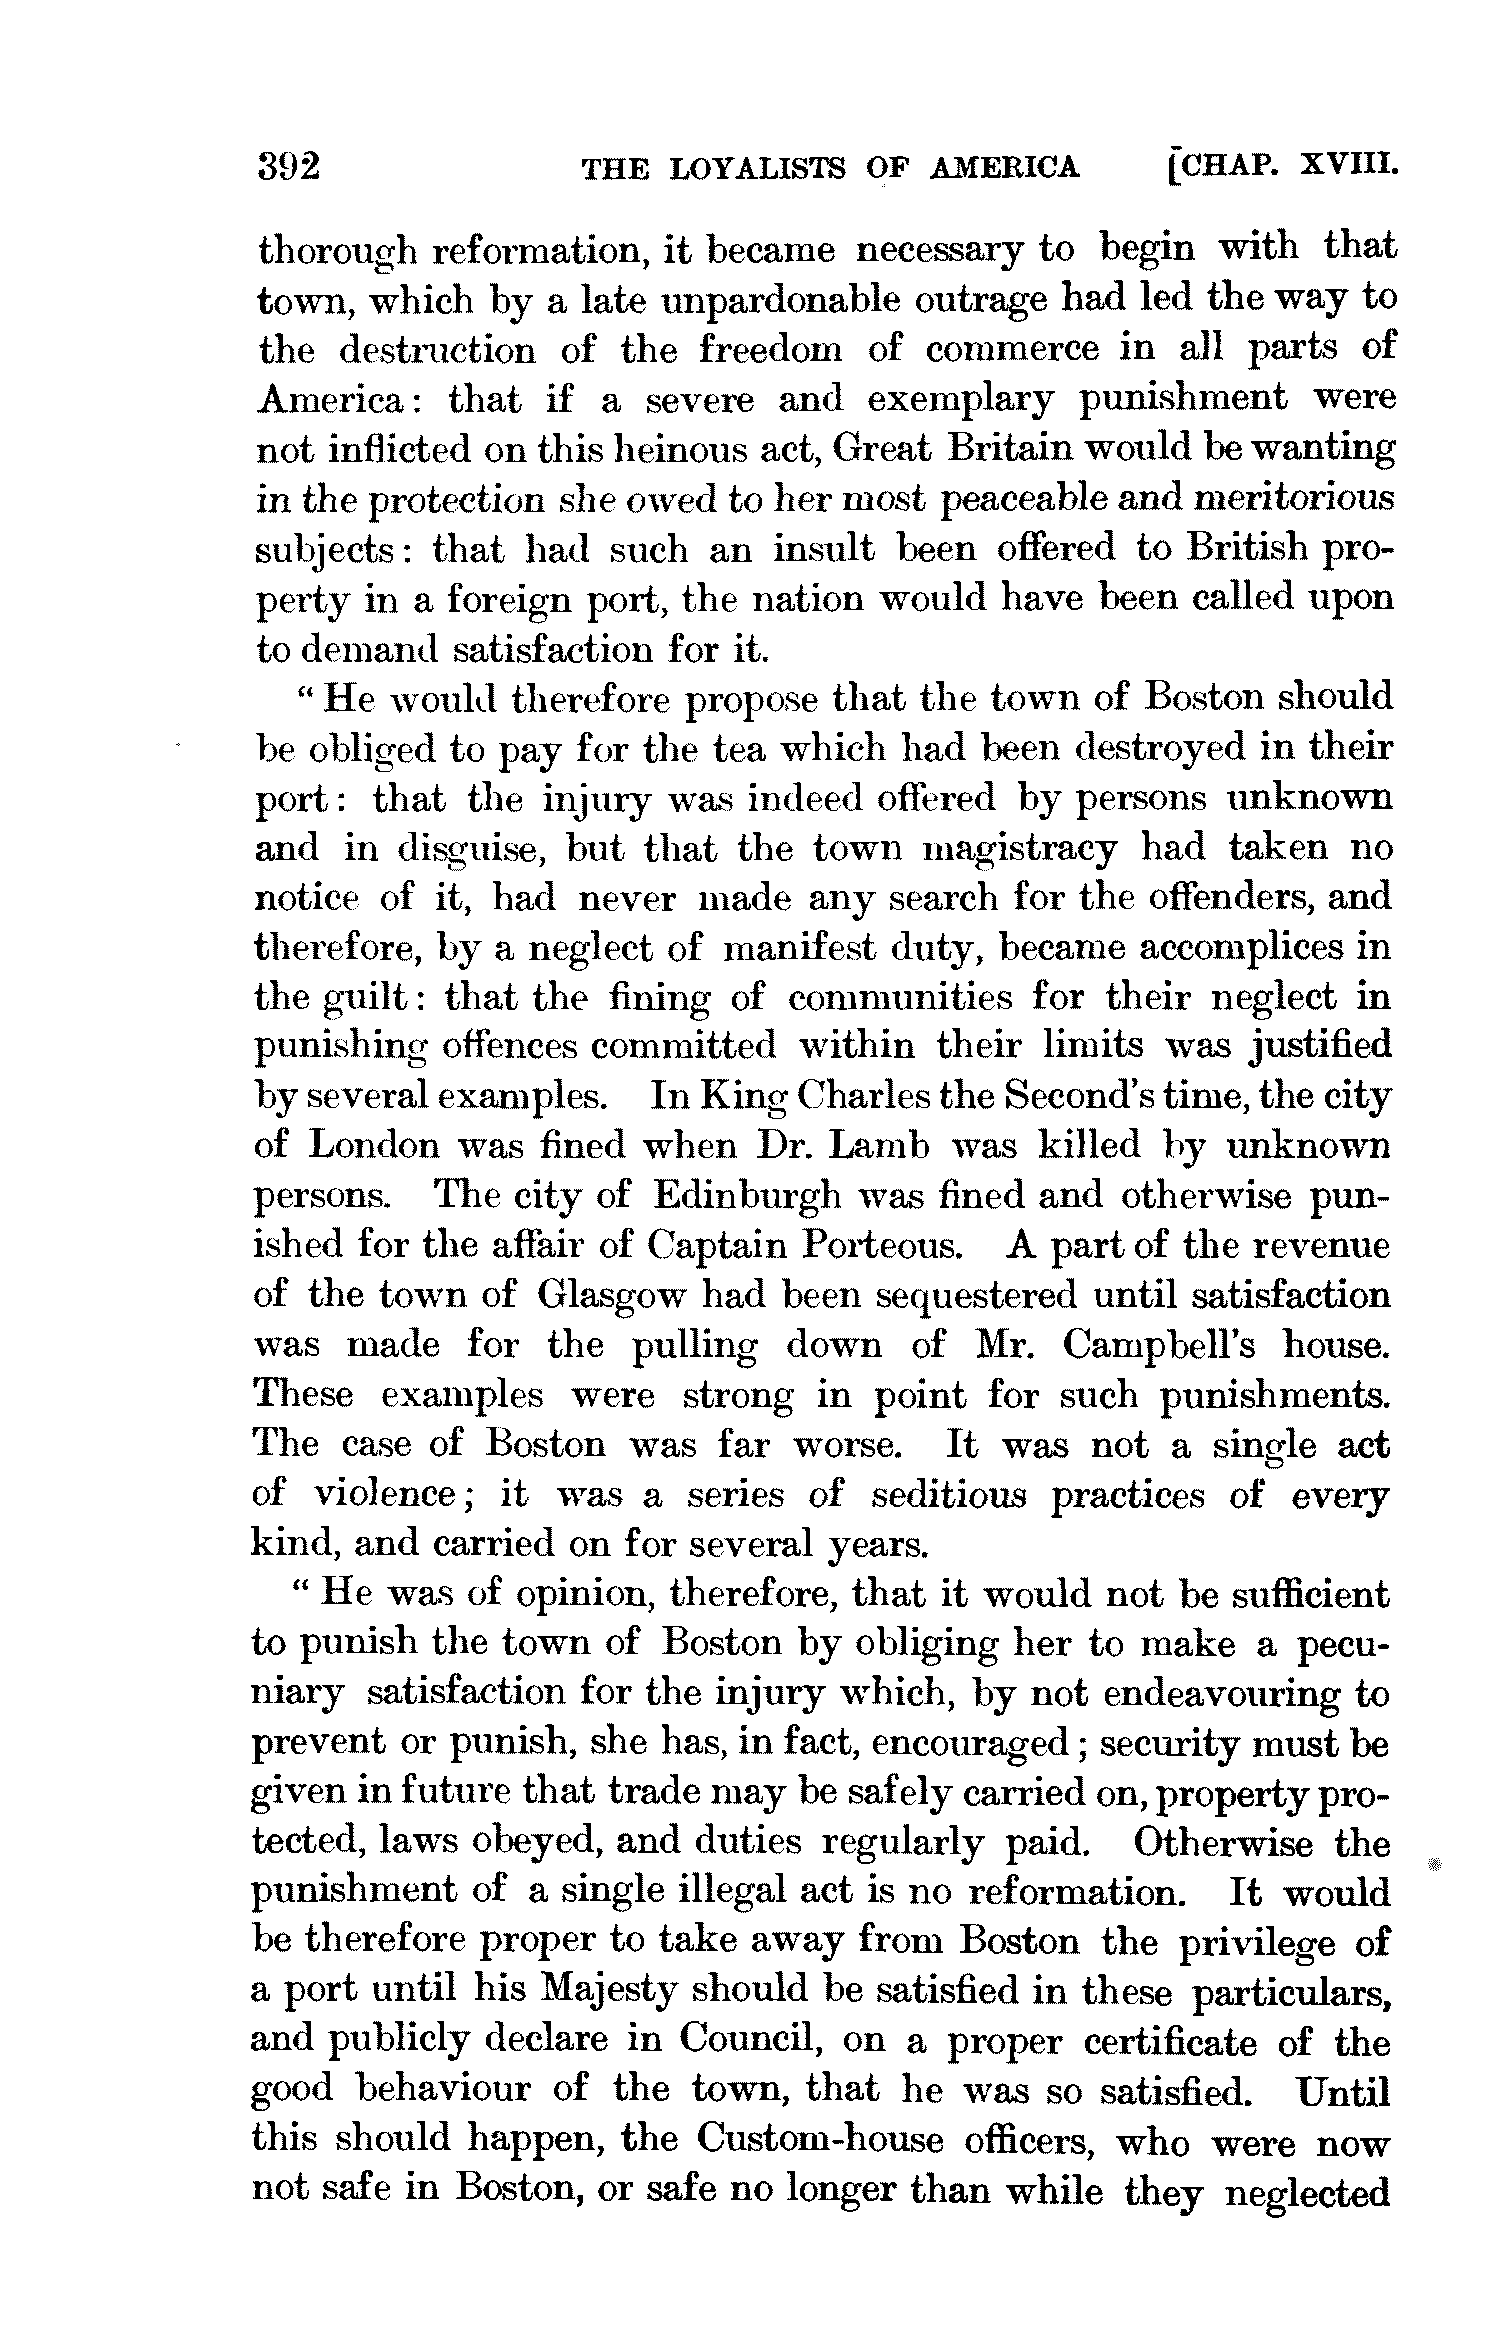 392 THE LOYALISTS OF AMERICA [CHAP. XVIII.
thorough reformation, it became necessary to begin with that
town, which by a late unpardonable outrage had led the way to
the destruction of the freedom of commerce in all parts of
America: that if a severe and exemplary punishment were
not inflicted on this heinous act, Great Britain would be wanting
in the protection she owed to her most peaceable and meritorious
subjects: that had such an insult been offered to British pro-
perty in a foreign port, the nation would have been called upon
to demand satisfaction for it.
“He would therefore propose that the town of Boston should
be obliged to pay for the tea which had been destroyed in their
port: that the injury was indeed offered by persons unknown
and in disguise, but that the town magistracy had taken no
notice of it, had never made any search for the offenders, and
therefore, by a neglect of manifest duty, became accomplices in
the guilt: that the fining of communities for their neglect in
punishing offences committed within their limits was justified
by several examples. In King Charles the Second's time, the city
of London was fined when Dr. Lamb was killed by unknown
persons. The city of Edinburgh was fined and otherwise pun-
ished for the affair of Captain Porteous. A part of the revenue
of the town of Glasgow had been sequestered until satisfaction
was made for the pulling down of Mr. Campbell's house.
These examples were strong in point for such punishments.
The case of Boston was far worse. It was not a single act
of violence; it was a series of seditious practices of every
kind, and carried on for several years.
“He was of opinion, therefore, that it would not be sufficient
to punish the town of Boston by obliging her to make a pecu-
niary satisfaction for the injury which, by not endeavouring to
prevent or punish, she has, in fact, encouraged; security must be
given in future that trade may be safely carried on, property pro-
tected, laws obeyed, and duties regularly paid. Otherwise the
punishment of a single illegal act is no reformation. It would
be therefore proper to take away from Boston the privilege of
a port until his Majesty should be satisfied in these particulars,
and publicly declare in Council, on a proper certificate of the
good behaviour of the town, that he was so satisfied. Until
this should happen, the Custom-house officers, who were now
not safe in Boston, or safe no longer than while they neglected